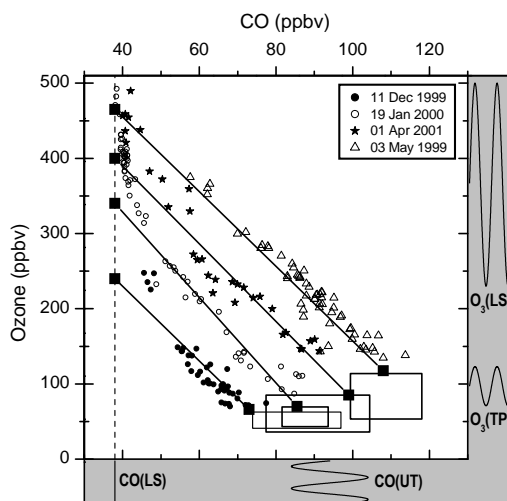 CO (ppbv)
40 60 80 100 120
500
400
300
200
100
0
Ozone (ppbv)
11 Dec 1999
19 Jan 2000
01 Apr 2001
03 May 1999
O3(LS
O3(TP
CO(LS)
CO(UT)